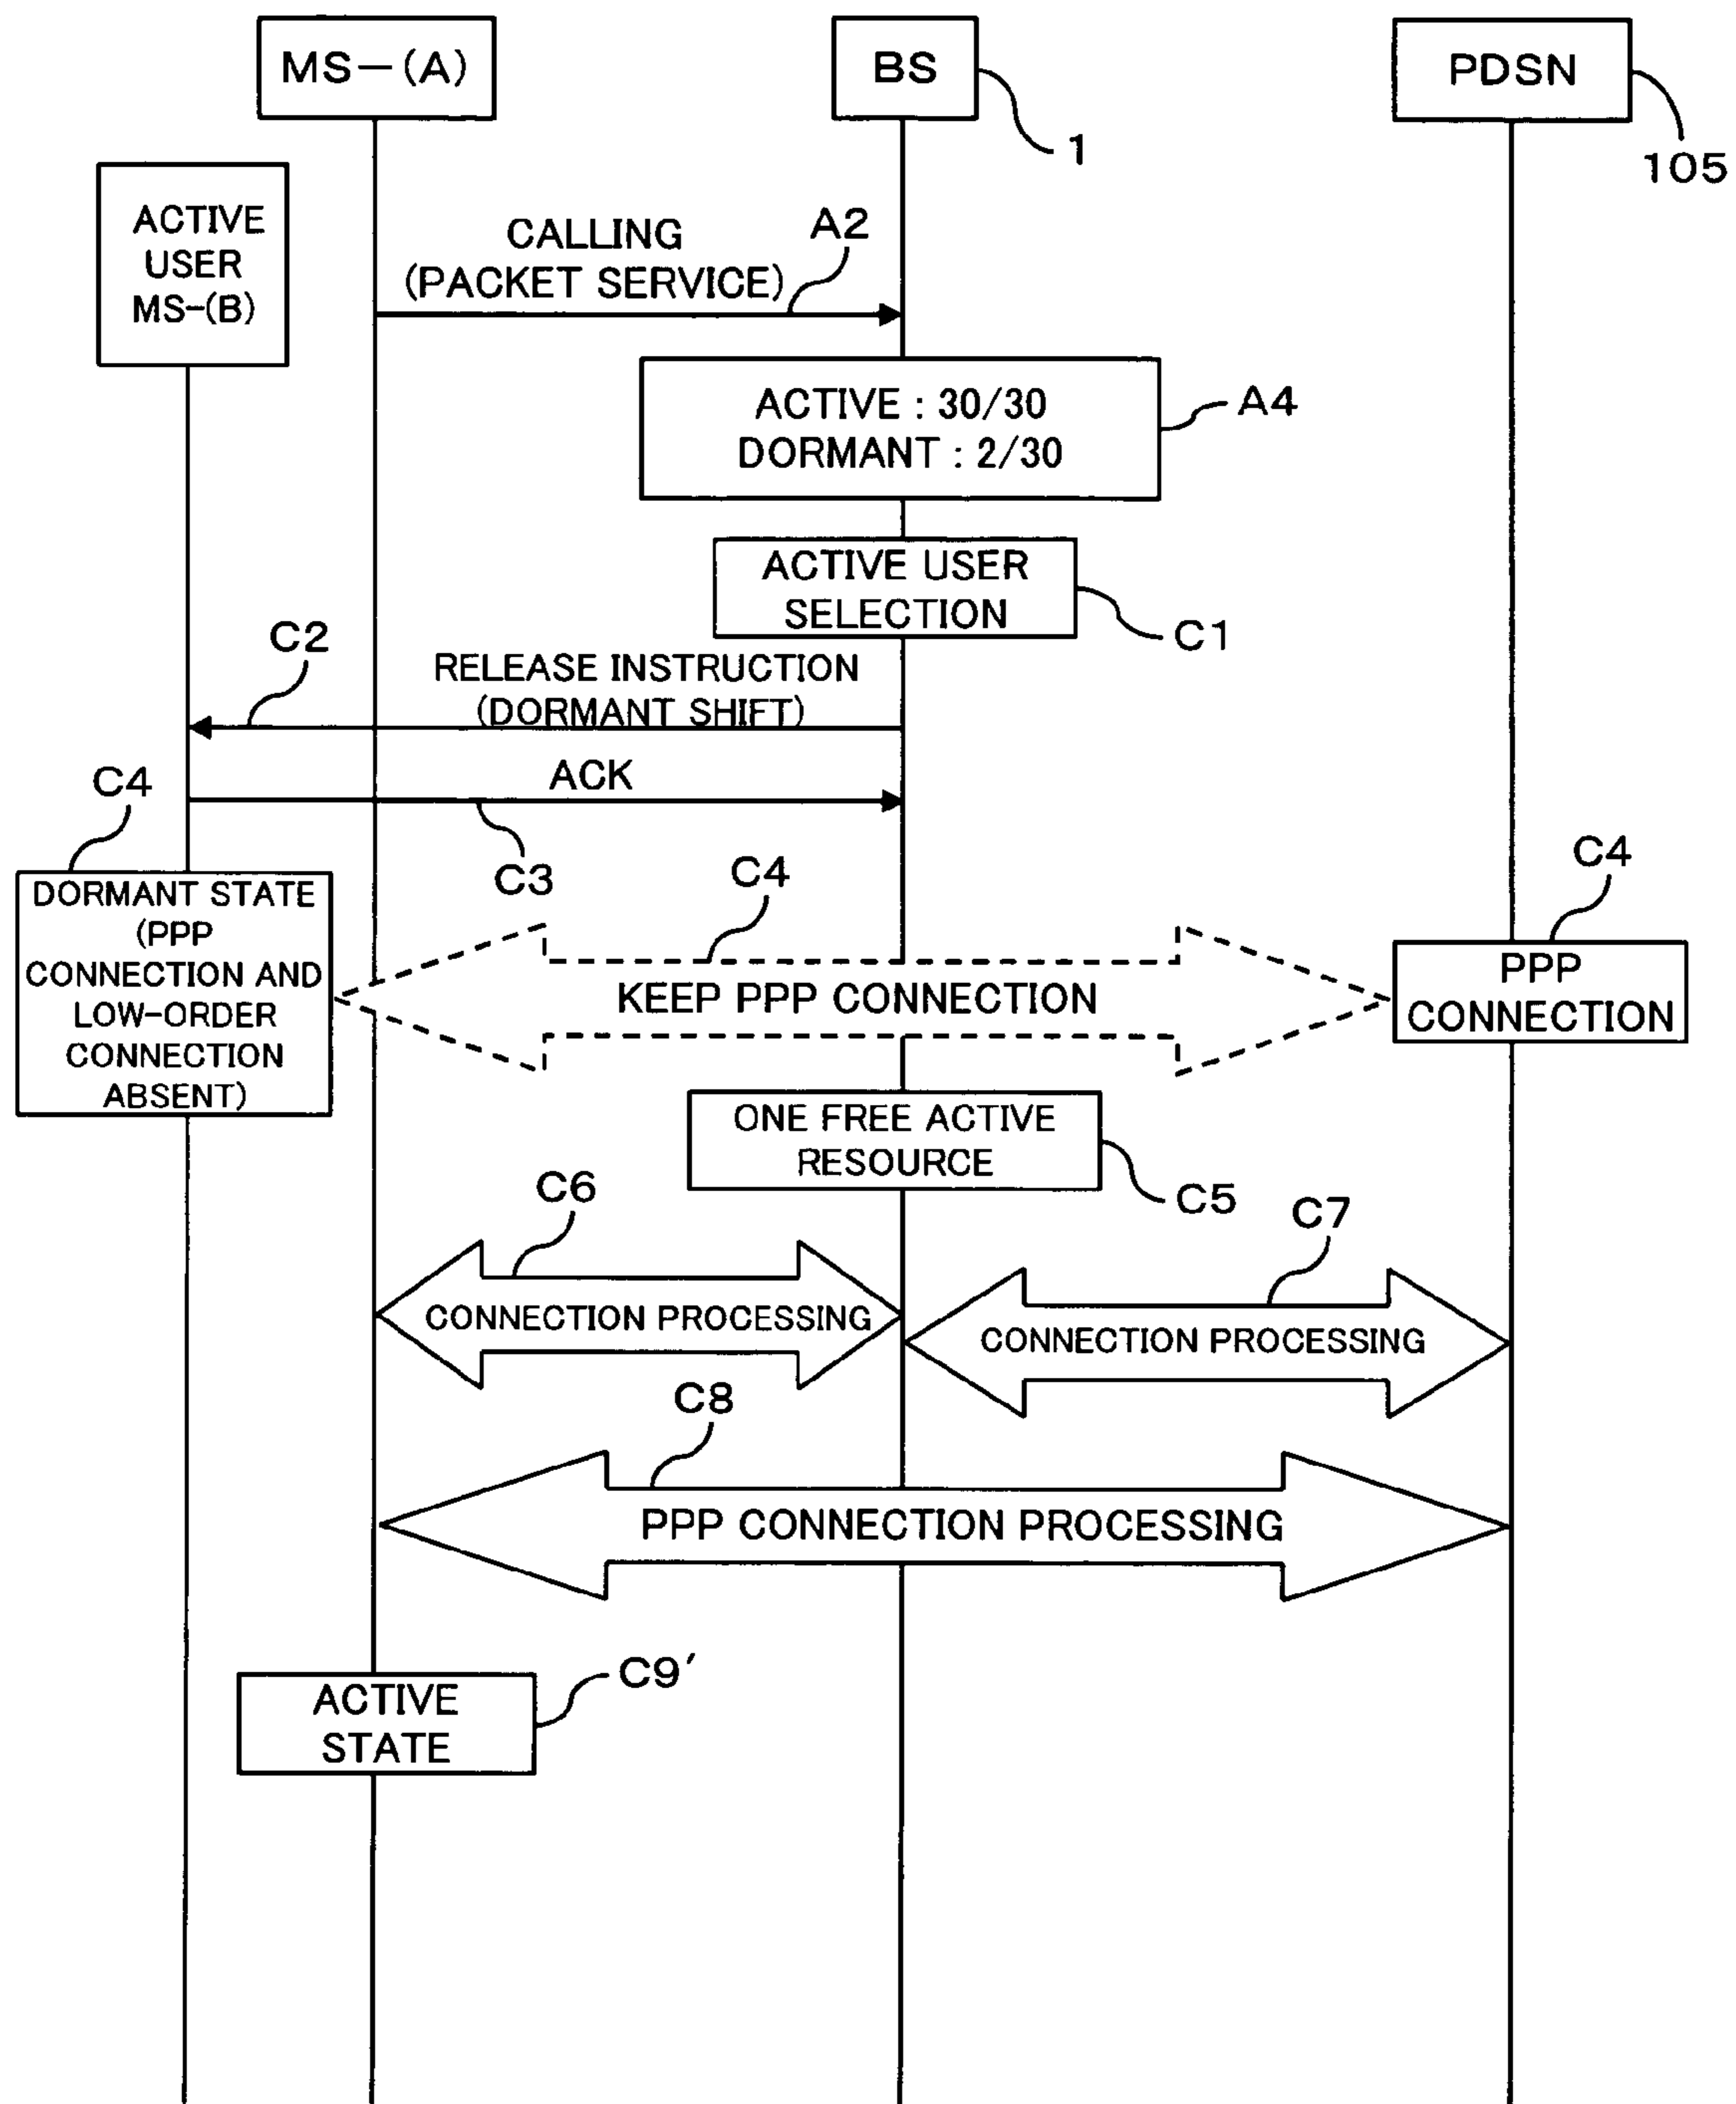 MS-(A)
BS
PDSN
1
105
ACTIVE
USER
MS-(B)
CALLING
(PACKET SERVICE)
A2
ACTIVE : 30/30
DORMANT : 2/30
A4
ACTIVE USER
SELECTION
C1
C2
RELEASE INSTRUCTION
(DORMANT SHIFT)
ACK
C3
C4
DORMANT STATE
(PPP
CONNECTION AND
LOW-ORDER
CONNECTION
ABSENT)
C4
KEEP PPP CONNECTION
C4
PPP
CONNECTION
ONE FREE ACTIVE
RESOURCE
C5
C6
CONNECTION PROCESSING
C7
CONNECTION PROCESSING
C8
PPP CONNECTION PROCESSING
ACTIVE
STATE
C9'